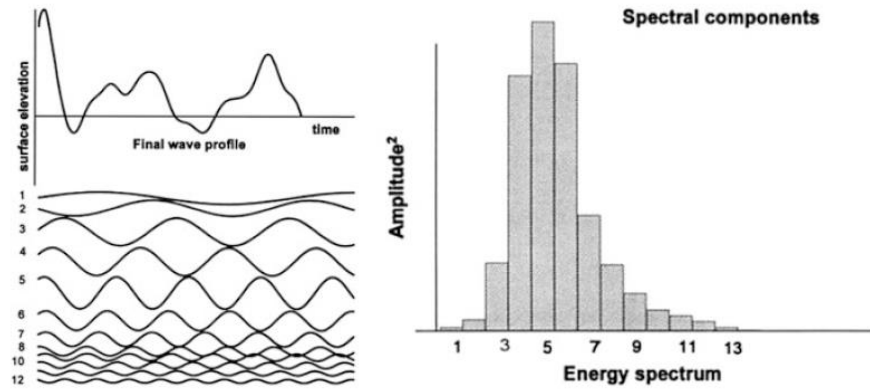 surface elevation
time
Final wave profile
1
2
3
4
5
6
7
8
10
12
Spectral components
Amplitude²
1 3 5 7 9 11 13
Energy spectrum